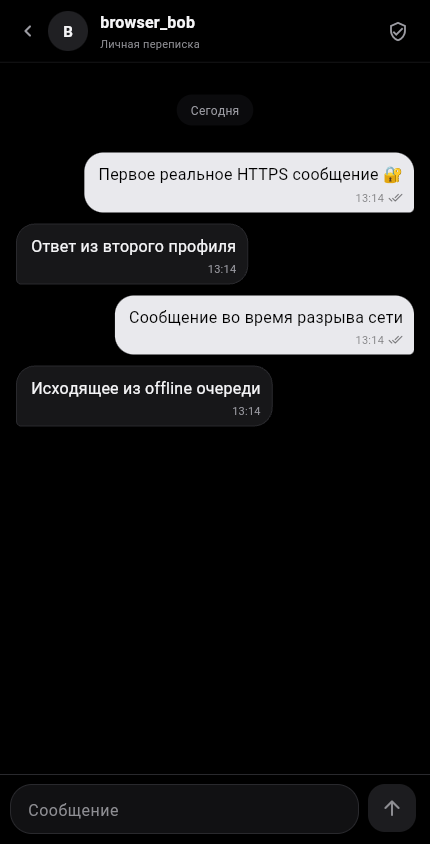 B
browser_bob
Личная переписка
Сегодня
Первое реальное HTTPS сообщение 🔐
13:14
Ответ из второго профиля
13:14
Сообщение во время разрыва сети
13:14
Исходящее из offline очереди
13:14
Сообщение